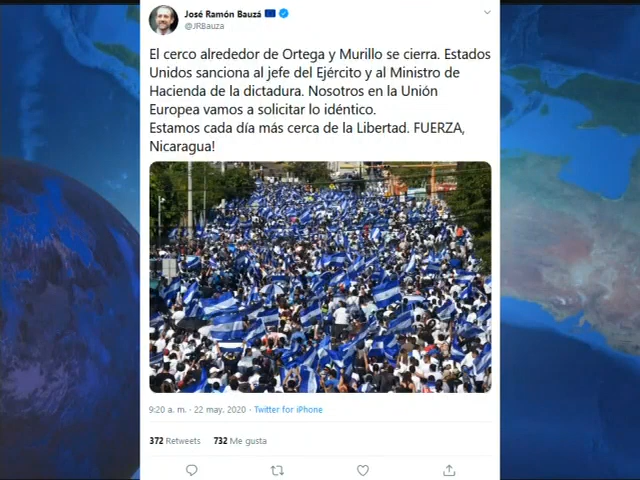 José Ramón Bauzá
@JRBauza
El cerco alrededor de Ortega y Murillo se cierra. Estados
Unidos sanciona al jefe del Ejército y al Ministro de
Hacienda de la dictadura. Nosotros en la Unión
Europea vamos a solicitar lo idéntico.
Estamos cada día más cerca de la Libertad. FUERZA,
Nicaragua!
9:20 a. m. · 22 may. 2020 · Twitter for iPhone
372 Retweets 732 Me gusta